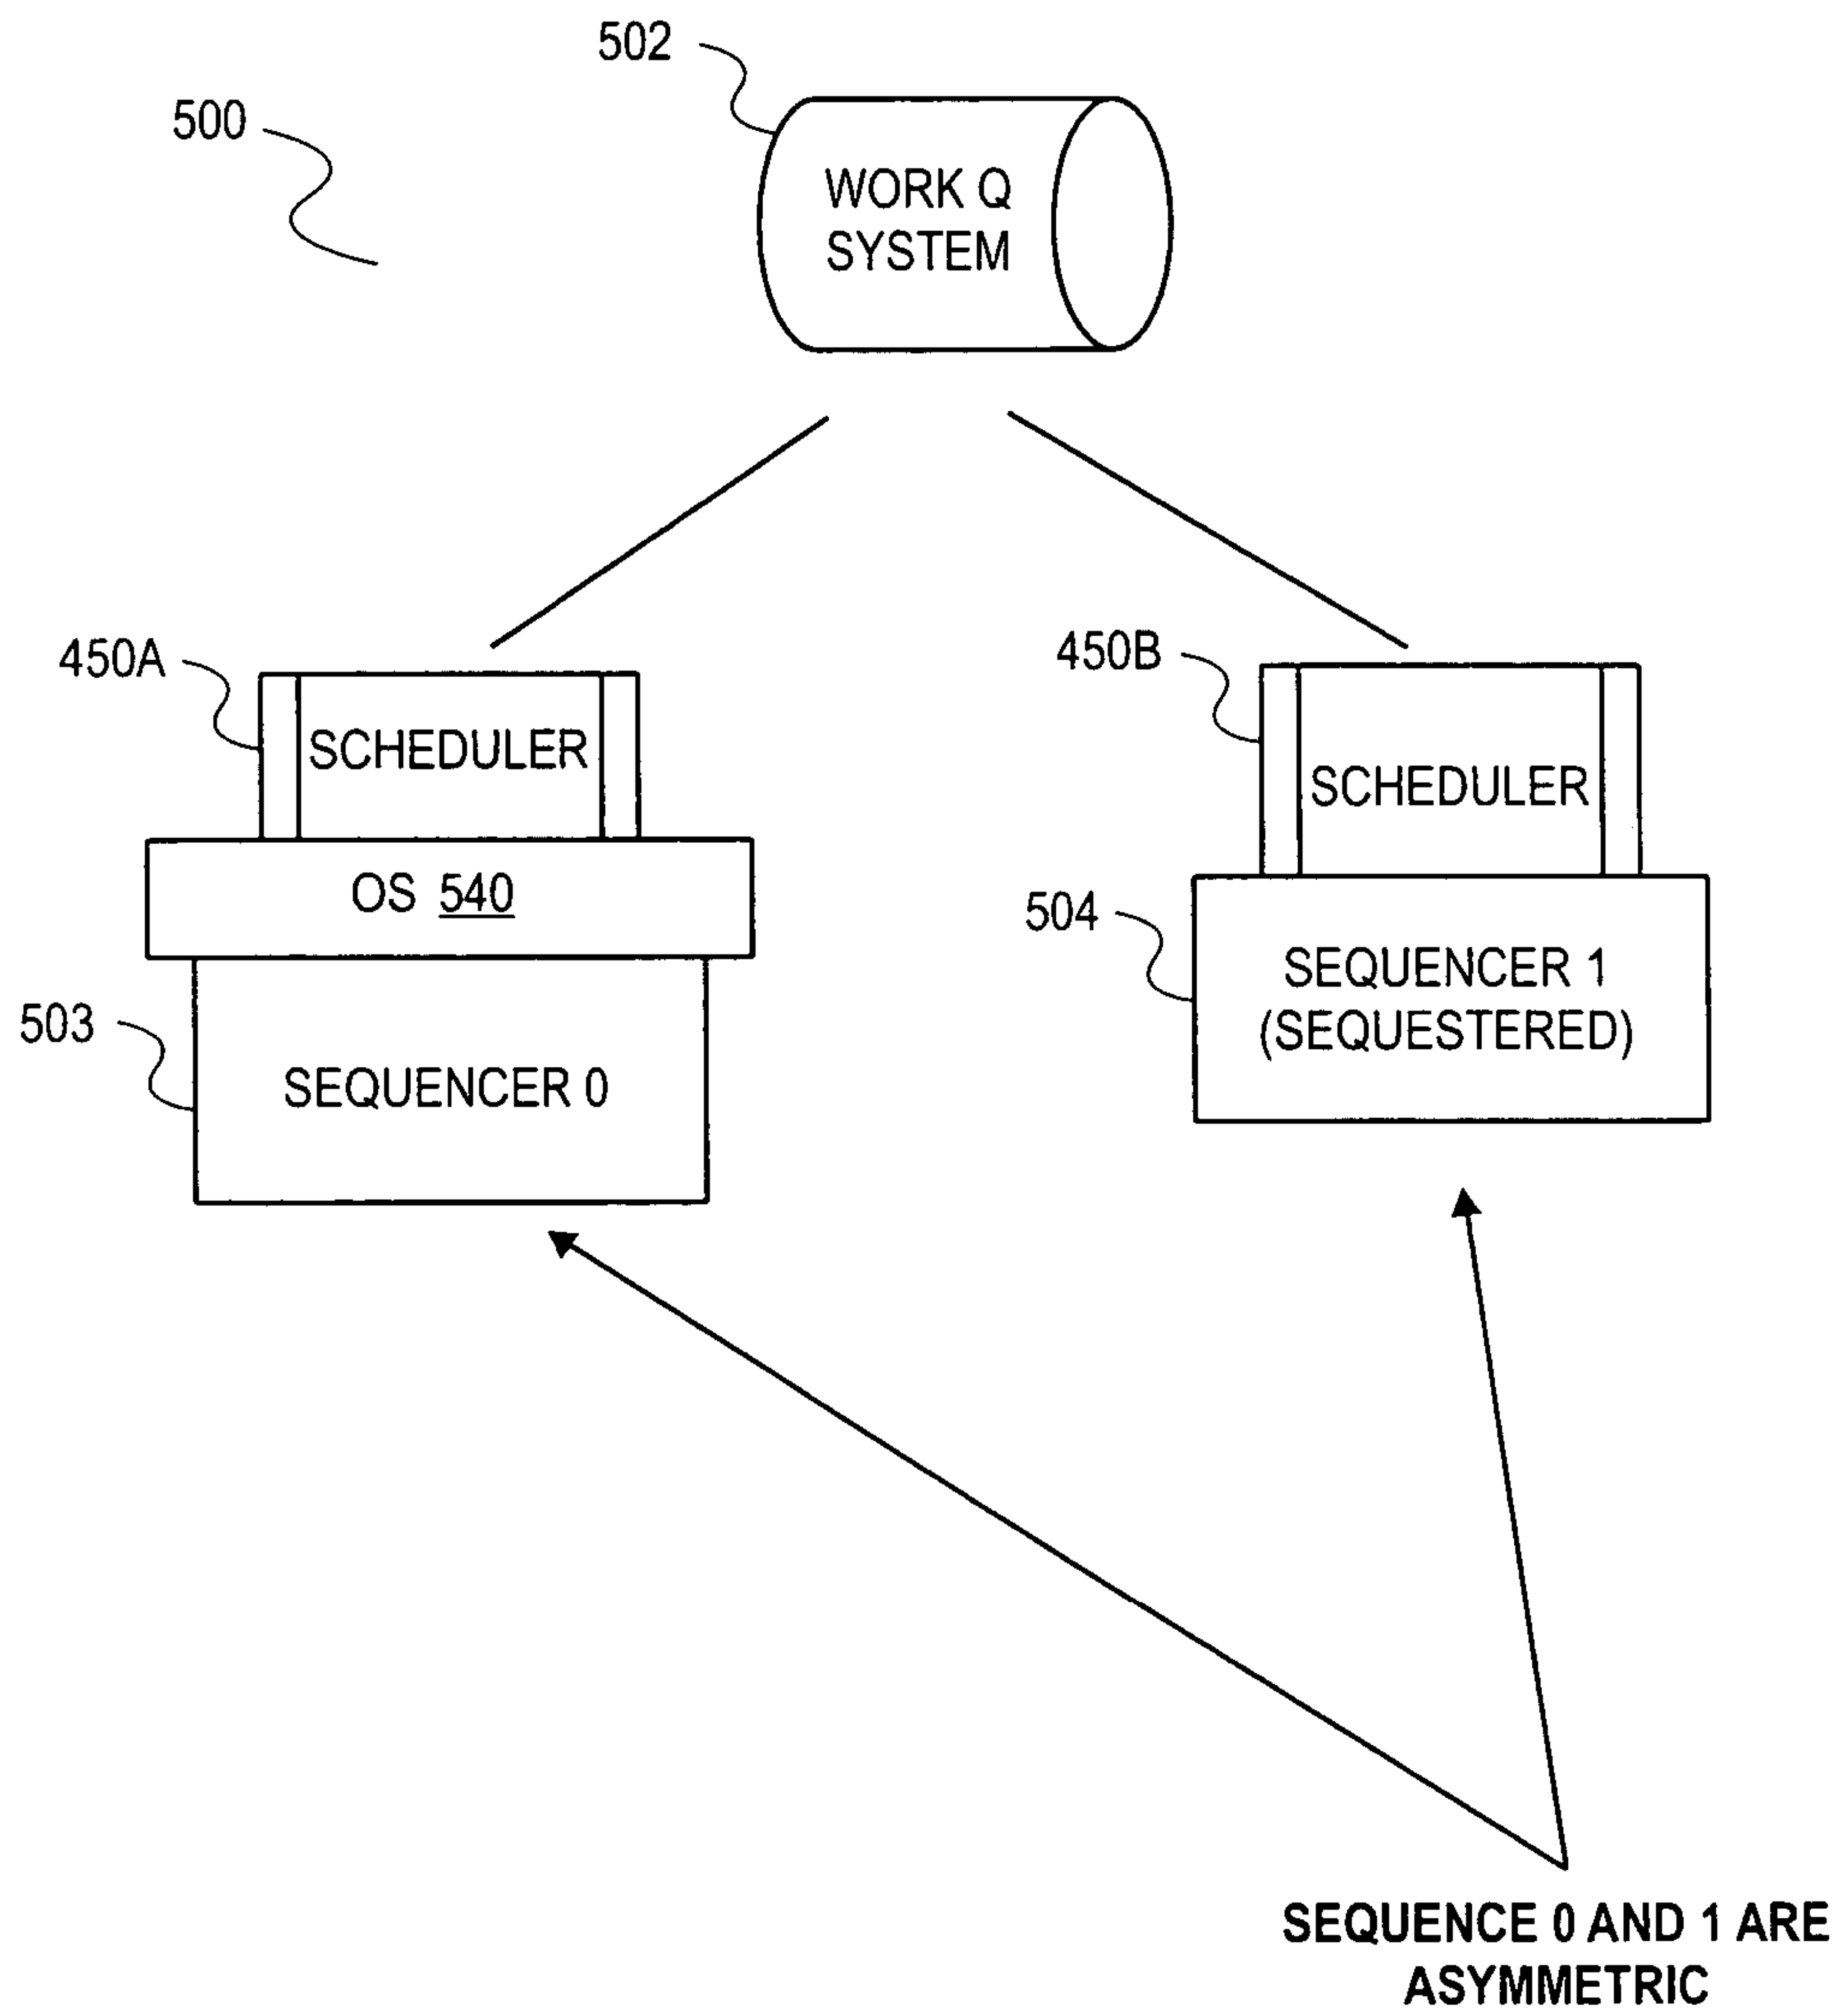 502
500
WORK Q
SYSTEM
450A
450B
SCHEDULER
SCHEDULER
OS 540
504
SEQUENCER 1
(SEQUESTERED)
503
SEQUENCER 0
SEQUENCE 0 AND 1 ARE
ASYMMETRIC